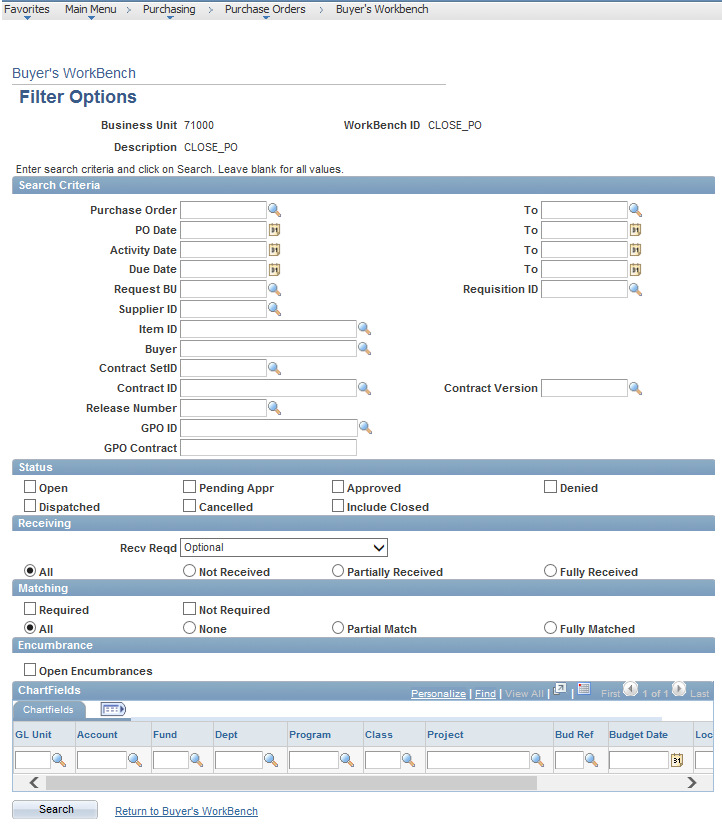 Favorites Main Menu > Purchasing > Purchase Orders > Buyer's Workbench
Buyer's WorkBench
Filter Options
Business Unit 71000 WorkBench ID CLOSE_PO
Description CLOSE_PO
Enter search criteria and click on Search. Leave blank for all values.
Search Criteria
Purchase Order To
PO Date To
Activity Date To
Due Date To
Request BU Requisition ID
Supplier ID
Item ID
Buyer
Contract SetID
Contract ID Contract Version
Release Number
GPO ID
GPO Contract
Status
Open Pending Appr Approved Denied
Dispatched Cancelled Include Closed
Receiving
Recv Reqd Optional
All Not Received Partially Received Fully Received
Matching
Required Not Required
All None Partial Match Fully Matched
Encumbrance
Open Encumbrances
ChartFields Personalize | Find | View All | | First 1 of 1 Last
Chartfields
GL Unit Account Fund Dept Program Class Project Bud Ref Budget Date Loc
Search Return to Buyer's WorkBench